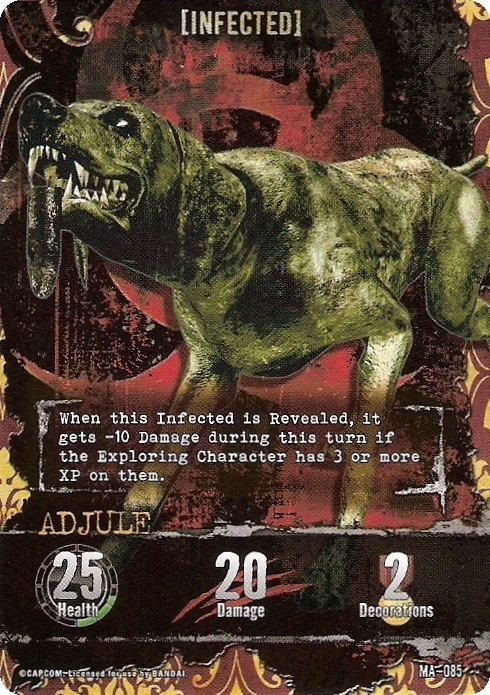 [INFECTED]
When this Infected is Revealed, it
gets -10 Damage during this turn if
the Exploring Character has 3 or more
XP on them.
ADJULE
25
Health
20
Damage
2
Decorations
©CAPCOM. Licensed for use by BANDAI.
MA-085